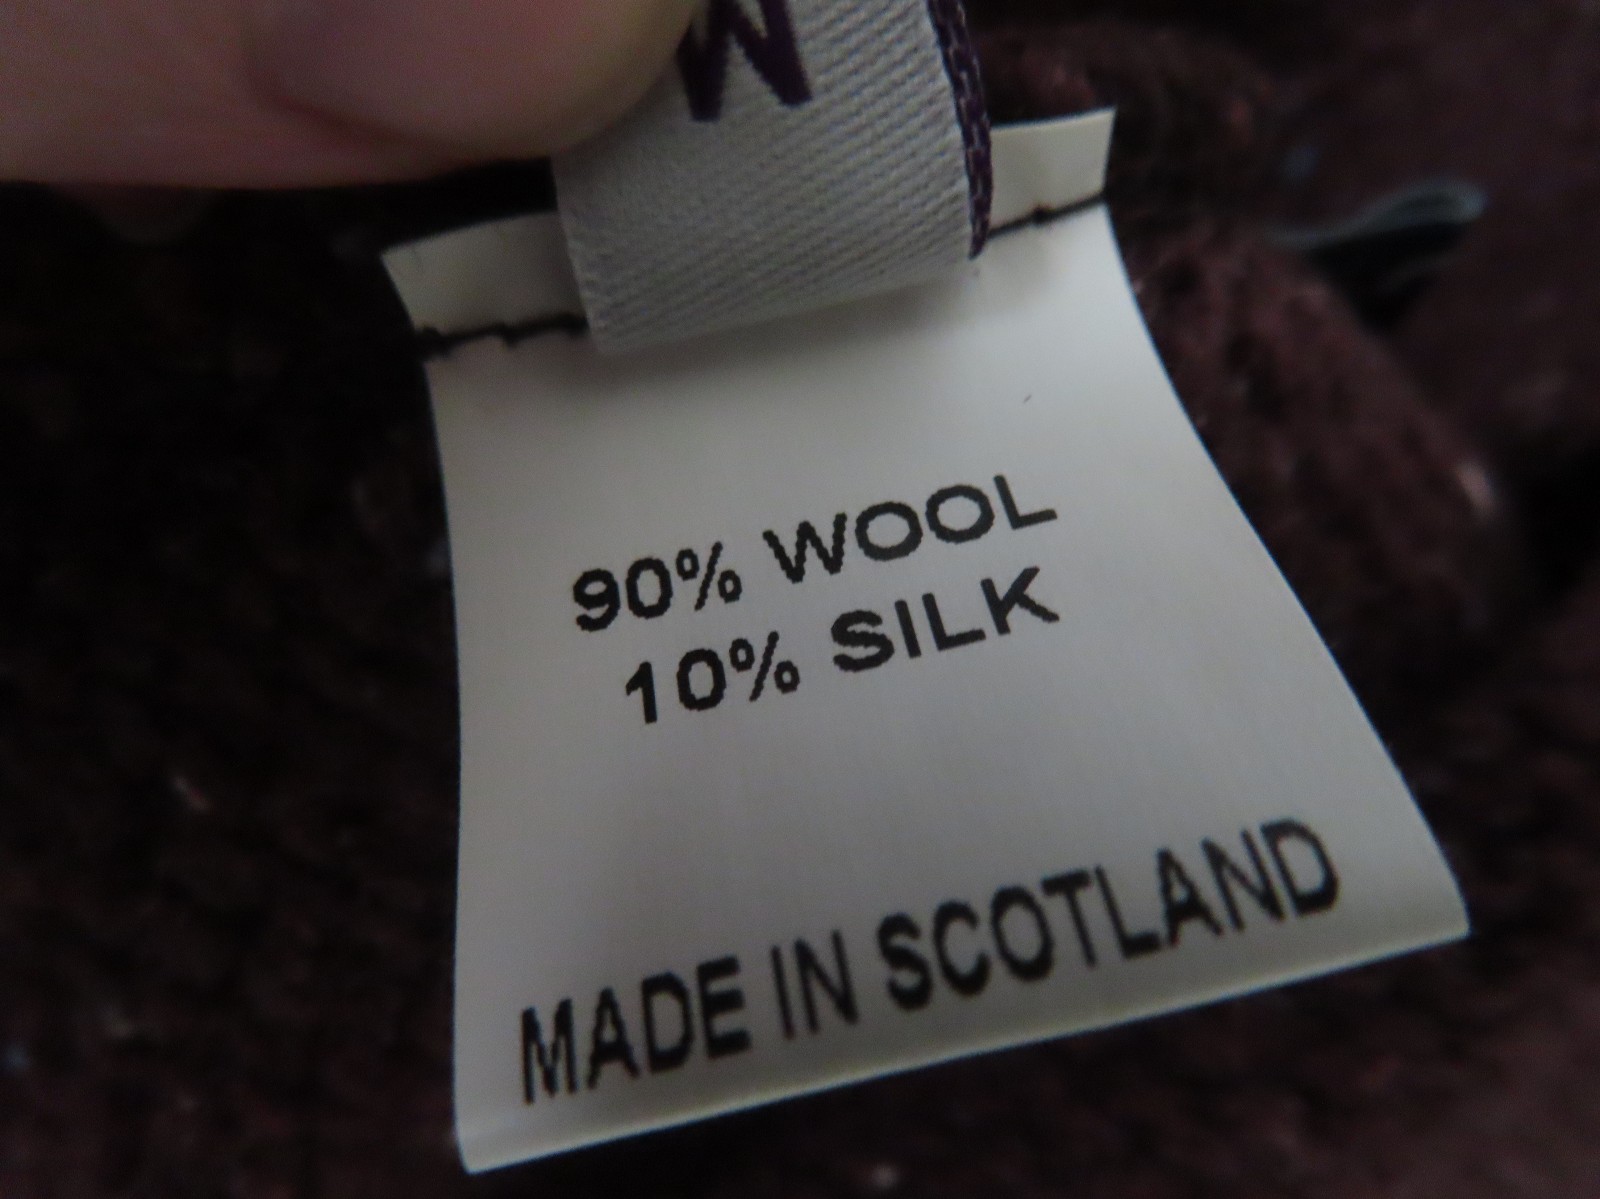 M
90% WOOL
10% SILK
MADE IN SCOTLAND